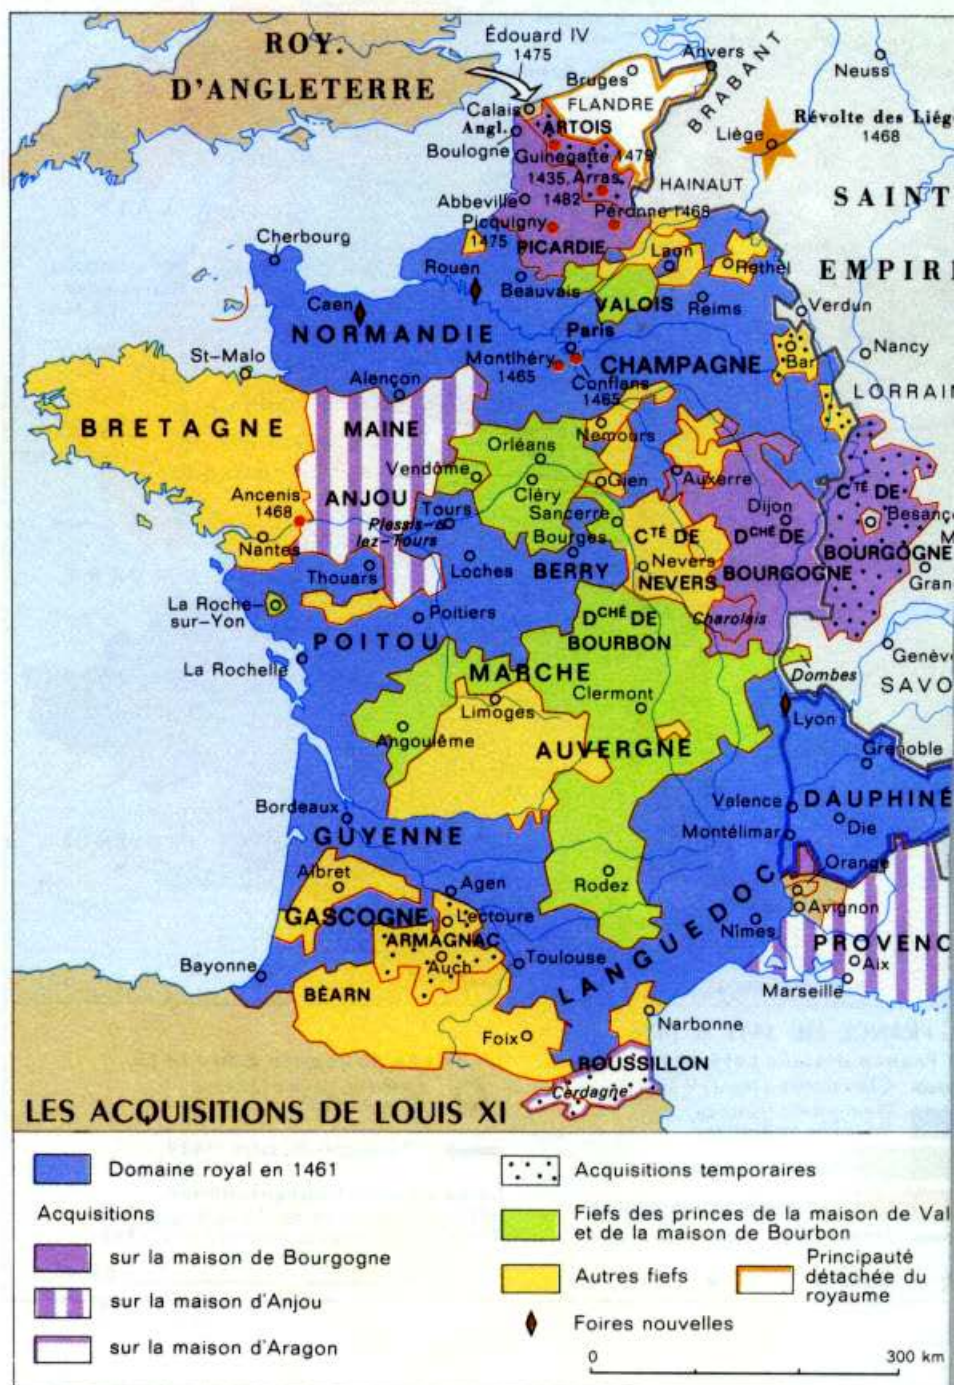 ROY.
D'ANGLETERRE
Édouard IV
1475
Anvers
Bruges
FLANDRE
BRABANT
Neuss
Calais
Angl.
ARTOIS
Boulogne
Liège
Révolte des Liég
1468
Guinegatte 1479
1435 Arras
1482
HAINAUT
Abbeville
SAINT
Picquigny
1475
Péronne 1468
PICARDIE
Cherbourg
Laon
Rethel
EMPIR
Rouen
Beauvais
VALOIS
Reims
Verdun
Caen
NORMANDIE
Paris
St-Malo
Montlhéry
1465
CHAMPAGNE
Bar
Nancy
Conflans
1465
Alençon
LORRAIN
BRETAGNE
MAINE
Orléans
Nemours
Vendôme
Auxerre
Ancenis
1468
ANJOU
Cléry
Gien
CTÉ DE
BOURGOGNE
Tours
Sancerre
Dijon
Besanç
Plessis-
lez-Tours
Bourges
CTÉ DE
NEVERS
DCHÉ DE
BOURGOGNE
Nantes
Loches
BERRY
Nevers
Thouars
Gran
La Roche-
sur-Yon
Poitiers
DCHÉ DE
BOURBON
Charolais
POITOU
Genèv
La Rochelle
MARCHE
Dombes
SAVO
Clermont
Limoges
Lyon
Angoulême
AUVERGNE
Grenoble
Bordeaux
Valence
DAUPHINÉ
GUYENNE
Montélimar
Die
Albret
Agen
Rodez
Orange
GASCOGNE
Lectoure
Avignon
ARMAGNAC
LANGUEDOC
Nîmes
PROVENC
Bayonne
Auch
Toulouse
Aix
BÉARN
Marseille
Foix
Narbonne
ROUSSILLON
Cerdagne
LES ACQUISITIONS DE LOUIS XI
Domaine royal en 1461
Acquisitions
sur la maison de Bourgogne
sur la maison d'Anjou
sur la maison d'Aragon
Acquisitions temporaires
Fiefs des princes de la maison de Val
et de la maison de Bourbon
Autres fiefs
Principauté
détachée du
royaume
Foires nouvelles
0
300 km